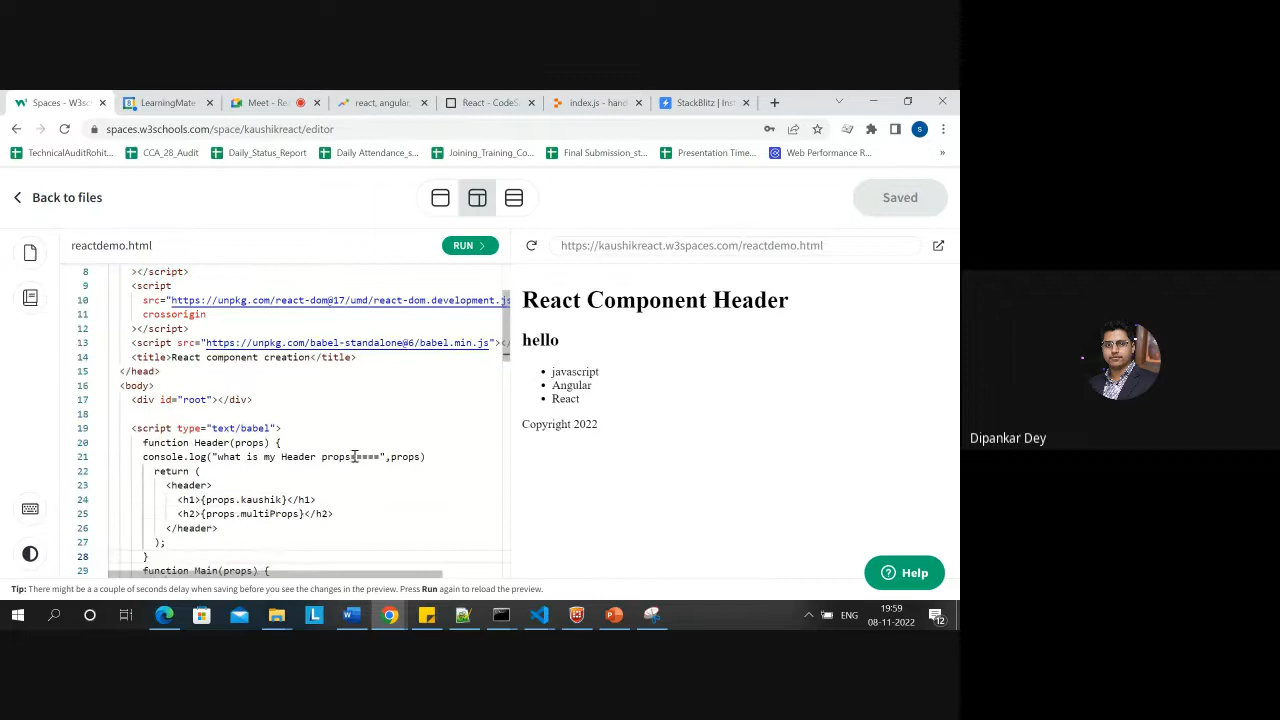 Spaces - W3sc
LearningMate
Meet - Re
react, angular,
React - CodeS
index.js - hand
StackBlitz | Inst
spaces.w3schools.com/space/kaushikreact/editor
S
TechnicalAuditRohit...
CCA_28_Audit
Daily_Status_Report
Daily Attendance_s...
Joining_Training_Co...
Final Submission_st...
Presentation Time...
Web Performance R...
»
Back to files
Saved
reactdemo.html
RUN
https://kaushikreact.w3spaces.com/reactdemo.html
8 ></script>
9 <script
10 src="https://unpkg.com/react-dom@17/umd/react-dom.development.js
11 crossorigin
12 ></script>
13 <script src="https://unpkg.com/babel-standalone@6/babel.min.js"></
14 <title>React component creation</title>
15 </head>
16 <body>
17 <div id="root"></div>
18
19 <script type="text/babel">
20 function Header(props) {
21 console.log("what is my Header props=====",props)
22 return (
23 <header>
24 <h1>{props.kaushik}</h1>
25 <h2>{props.multiProps}</h2>
26 </header>
27 );
28 }
29 function Main(props) {
React Component Header
hello
• javascript
• Angular
• React
Copyright 2022
Help
Tip: There might be a a couple of seconds delay when saving before you see the changes in the preview. Press Run again to reload the preview.
ENG
19:59
08-11-2022
12
Dipankar Dey